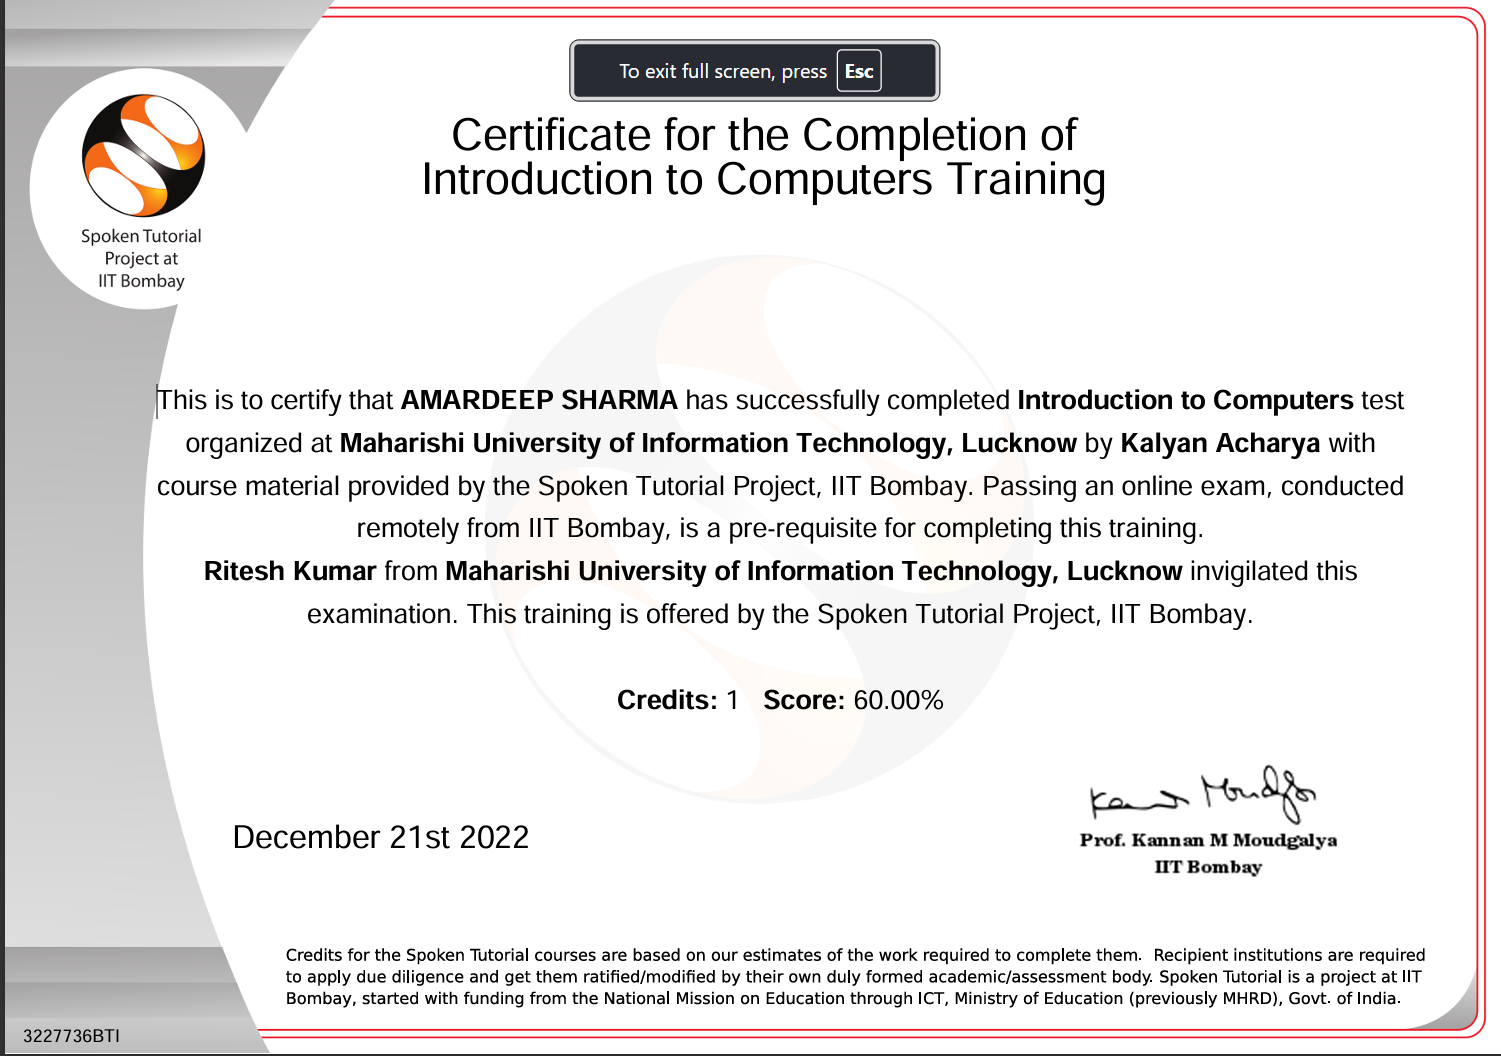 To exit full screen, press Esc
Certificate for the Completion of
Introduction to Computers Training
Spoken Tutorial
Project at
IIT Bombay
This is to certify that AMARDEEP SHARMA has successfully completed Introduction to Computers test
organized at Maharishi University of Information Technology, Lucknow by Kalyan Acharya with
course material provided by the Spoken Tutorial Project, IIT Bombay. Passing an online exam, conducted
remotely from IIT Bombay, is a pre-requisite for completing this training.
Ritesh Kumar from Maharishi University of Information Technology, Lucknow invigilated this
examination. This training is offered by the Spoken Tutorial Project, IIT Bombay.
Credits: 1 Score: 60.00%
December 21st 2022
Prof. Kannan M Moudgalya
IIT Bombay
Credits for the Spoken Tutorial courses are based on our estimates of the work required to complete them. Recipient institutions are required
to apply due diligence and get them ratified/modified by their own duly formed academic/assessment body. Spoken Tutorial is a project at IIT
Bombay, started with funding from the National Mission on Education through ICT, Ministry of Education (previously MHRD), Govt. of India.
3227736BTI